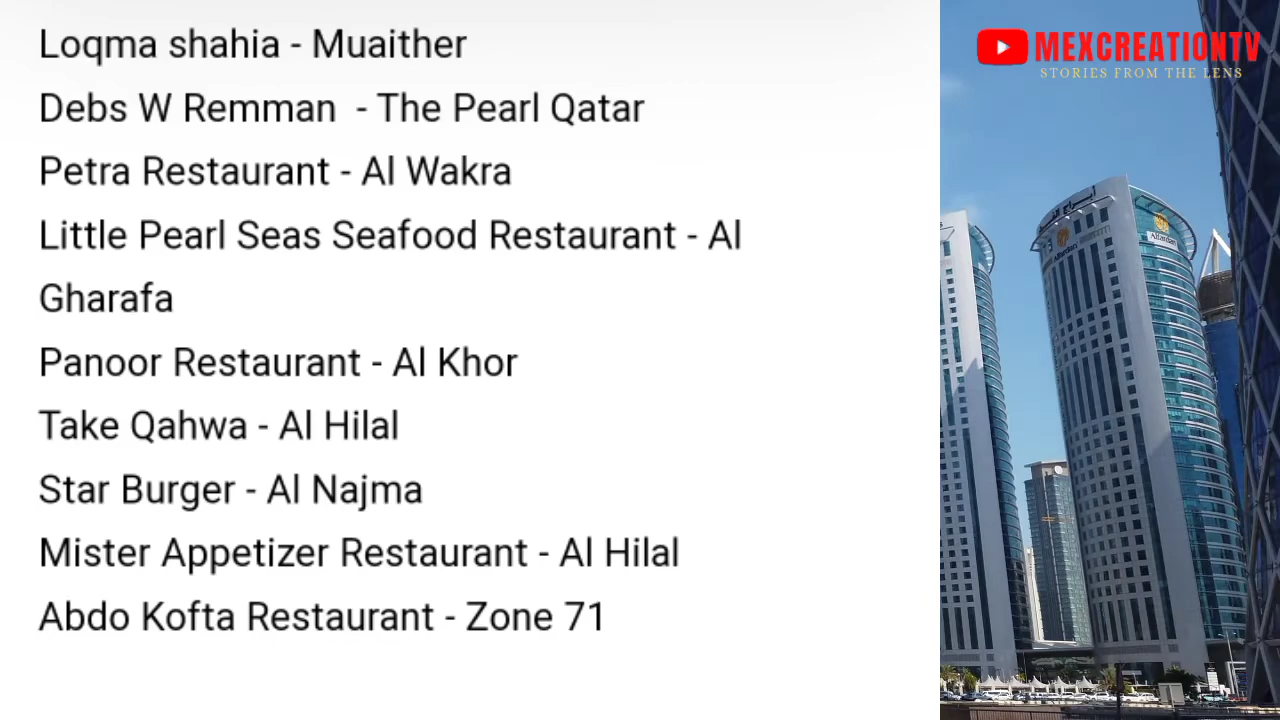 Loqma shahia - Muaither
Debs W Remman - The Pearl Qatar
Petra Restaurant - Al Wakra
Little Pearl Seas Seafood Restaurant - Al
Gharafa
Panoor Restaurant - Al Khor
Take Qahwa - Al Hilal
Star Burger - Al Najma
Mister Appetizer Restaurant - Al Hilal
Abdo Kofta Restaurant - Zone 71
MEXCREATIONTV
STORIES FROM THE LENS
Alfardan